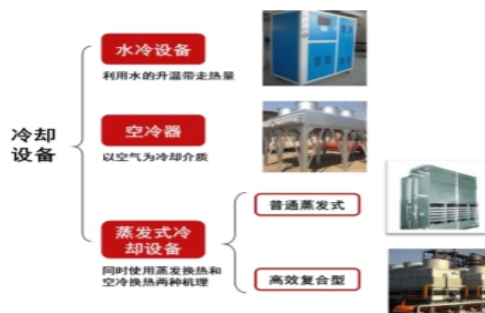 水冷设备
利用水的升温带走热量
冷却
设备
空冷器
以空气为冷却介质
蒸发式冷
却设备
同时使用蒸发换热和
空冷换热两种机理
普通蒸发式
高效复合型